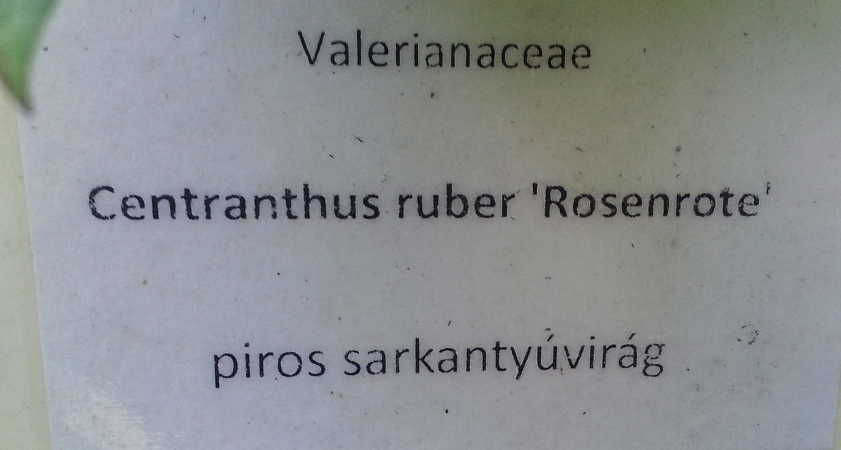 Valerianaceae
Centranthus ruber 'Rosenrote'
piros sarkantyúvirág